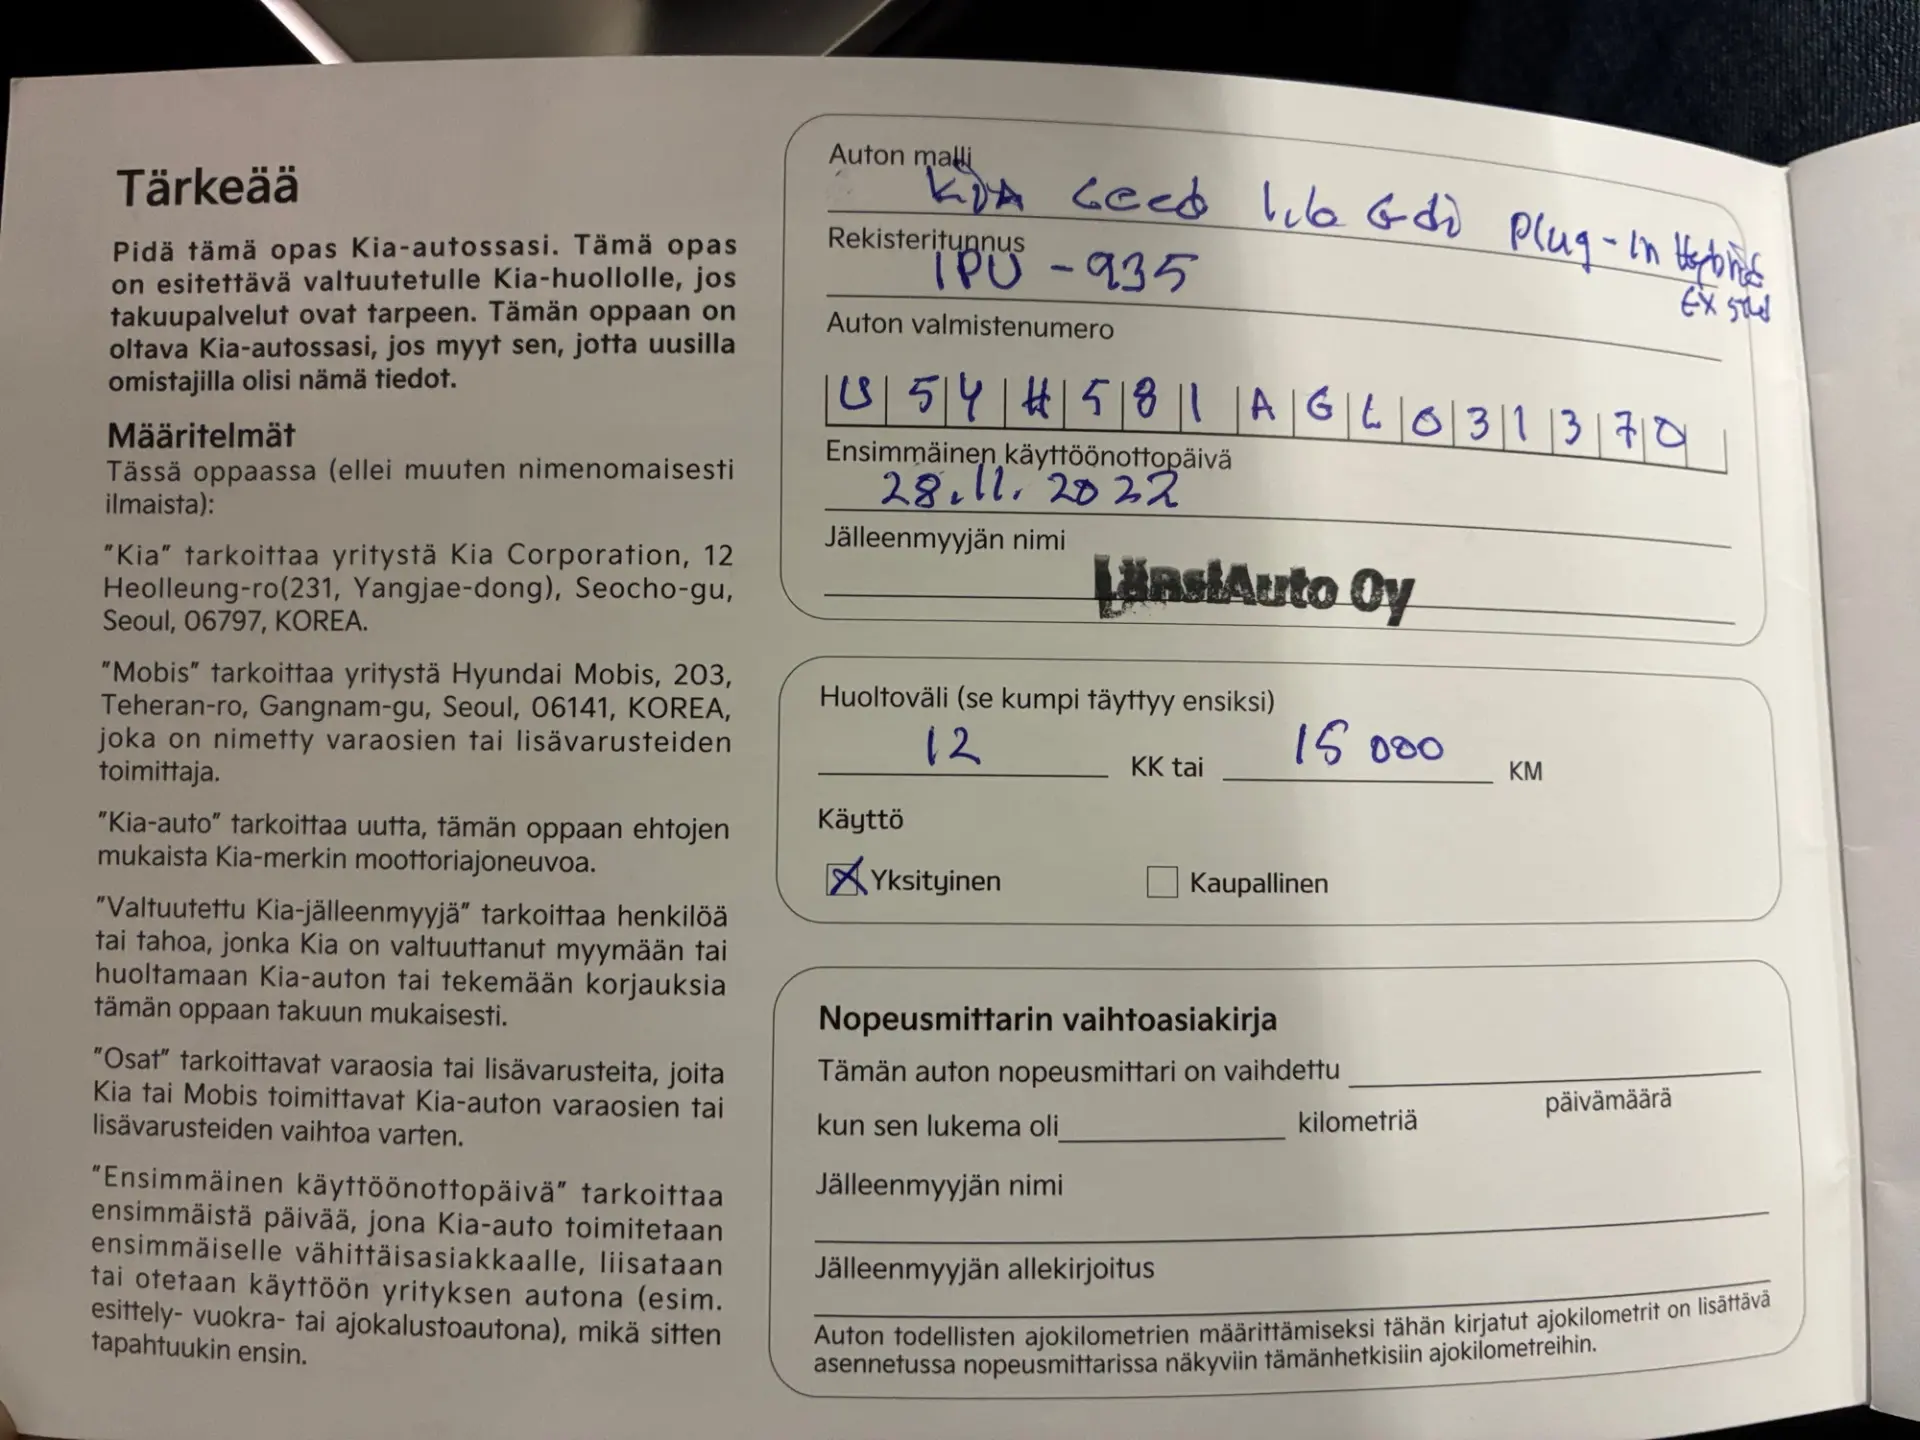 Tärkeää
Pidä tämä opas Kia-autossasi. Tämä opas
on esitettävä valtuutetulle Kia-huollolle, jos
takuupalvelut ovat tarpeen. Tämän oppaan on
oltava Kia-autossasi, jos myyt sen, jotta uusilla
omistajilla olisi nämä tiedot.
Määritelmät
Tässä oppaassa (ellei muuten nimenomaisesti
ilmaista):
"Kia" tarkoittaa yritystä Kia Corporation, 12
Heolleung-ro(231, Yangjae-dong), Seocho-gu,
Seoul, 06797, KOREA.
"Mobis" tarkoittaa yritystä Hyundai Mobis, 203,
Teheran-ro, Gangnam-gu, Seoul, 06141, KOREA,
joka on nimetty varaosien tai lisävarusteiden
toimittaja.
"Kia-auto" tarkoittaa uutta, tämän oppaan ehtojen
mukaista Kia-merkin moottoriajoneuvoa.
"Valtuutettu Kia-jälleenmyyjä" tarkoittaa henkilöä
tai tahoa, jonka Kia on valtuuttanut myymään tai
huoltamaan Kia-auton tai tekemään korjauksia
tämän oppaan takuun mukaisesti.
"Osat" tarkoittavat varaosia tai lisävarusteita, joita
Kia tai Mobis toimittavat Kia-auton varaosien tai
lisävarusteiden vaihtoa varten.
"Ensimmäinen käyttöönottopäivä" tarkoittaa
ensimmäistä päivää, jona Kia-auto toimitetaan
ensimmäiselle vähittäisasiakkaalle, liisataan
tai otetaan käyttöön yrityksen autona (esim.
esittely- vuokra- tai ajokalustoautona), mikä sitten
tapahtuukin ensin.
Auton malli
KIA Ceed 1,6 Gdi Plug-in Hybrid
EX
Rekisteritunnus
IPU-935
Auton valmistenumero
U5YH581AGL031370
Ensimmäinen käyttöönottopäivä
28.11.2022
Jälleenmyyjän nimi
LänsiAuto Oy
Huoltoväli (se kumpi täyttyy ensiksi)
12 KK tai 15 000 KM
Käyttö
X Yksityinen Kaupallinen
Nopeusmittarin vaihtoasiakirja
Tämän auton nopeusmittari on vaihdettu
päivämäärä
kun sen lukema oli kilometriä
Jälleenmyyjän nimi
Jälleenmyyjän allekirjoitus
Auton todellisten ajokilometrien määrittämiseksi tähän kirjatut ajokilometrit on lisättävä
asennetussa nopeusmittarissa näkyviin tämänhetkisiin ajokilometreihin.